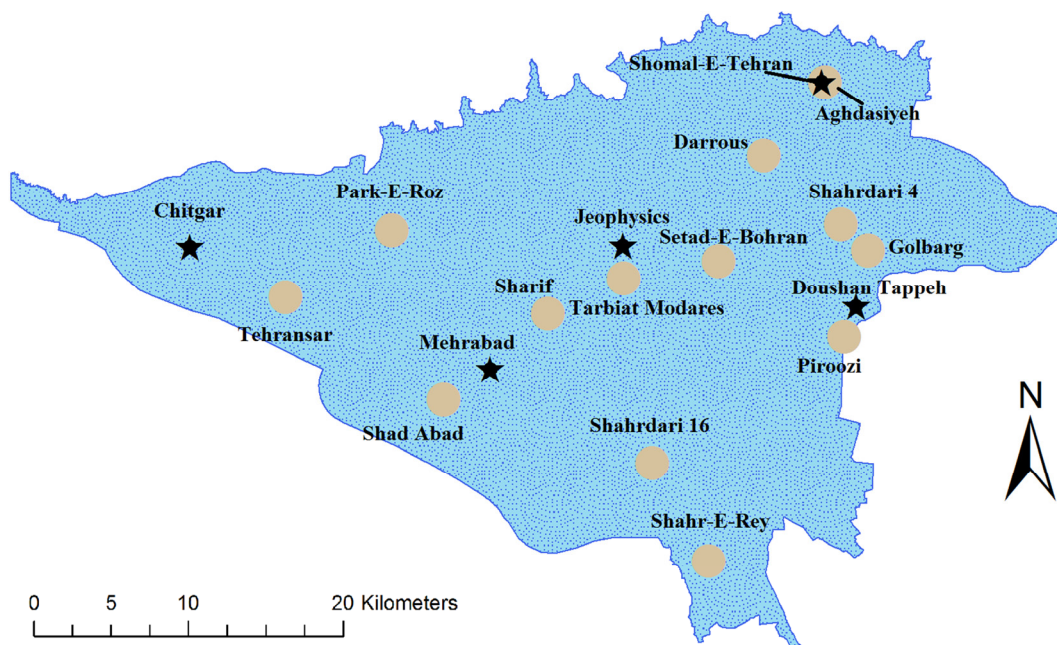 Shomal-E-Tehran
Aghdasiyeh
Darrous
Park-E-Roz
Shahrdari 4
Chitgar
Jeophysics
Setad-E-Bohran
Golbarg
Sharif
Doushan Tappeh
Tarbiat Modares
Tehransar
Mehrabad
Piroozi
Shad Abad
Shahrdari 16
N
Shahr-E-Rey
0 5 10 20 Kilometers